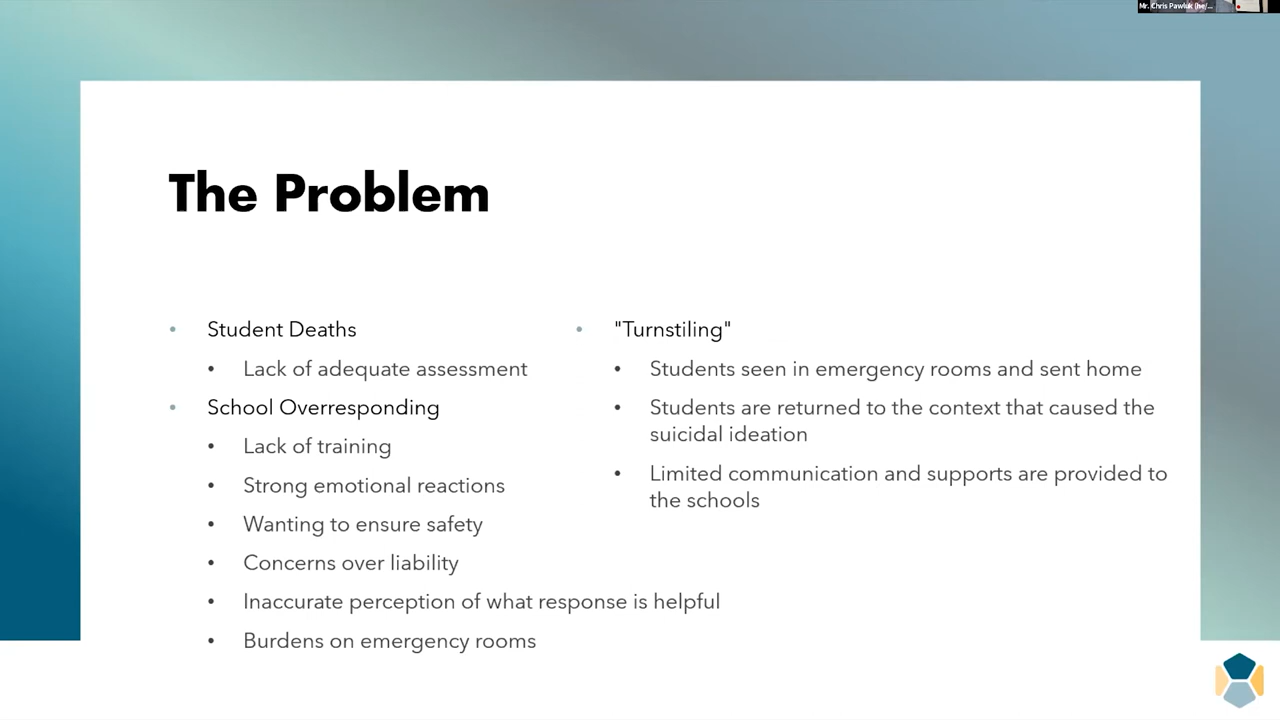 Mr. Chris Pawluk (he/...
The Problem
• Student Deaths
• Lack of adequate assessment
• School Overresponding
• Lack of training
• Strong emotional reactions
• Wanting to ensure safety
• Concerns over liability
• Inaccurate perception of what response is helpful
• Burdens on emergency rooms
• "Turnstiling"
• Students seen in emergency rooms and sent home
• Students are returned to the context that caused the
suicidal ideation
• Limited communication and supports are provided to
the schools